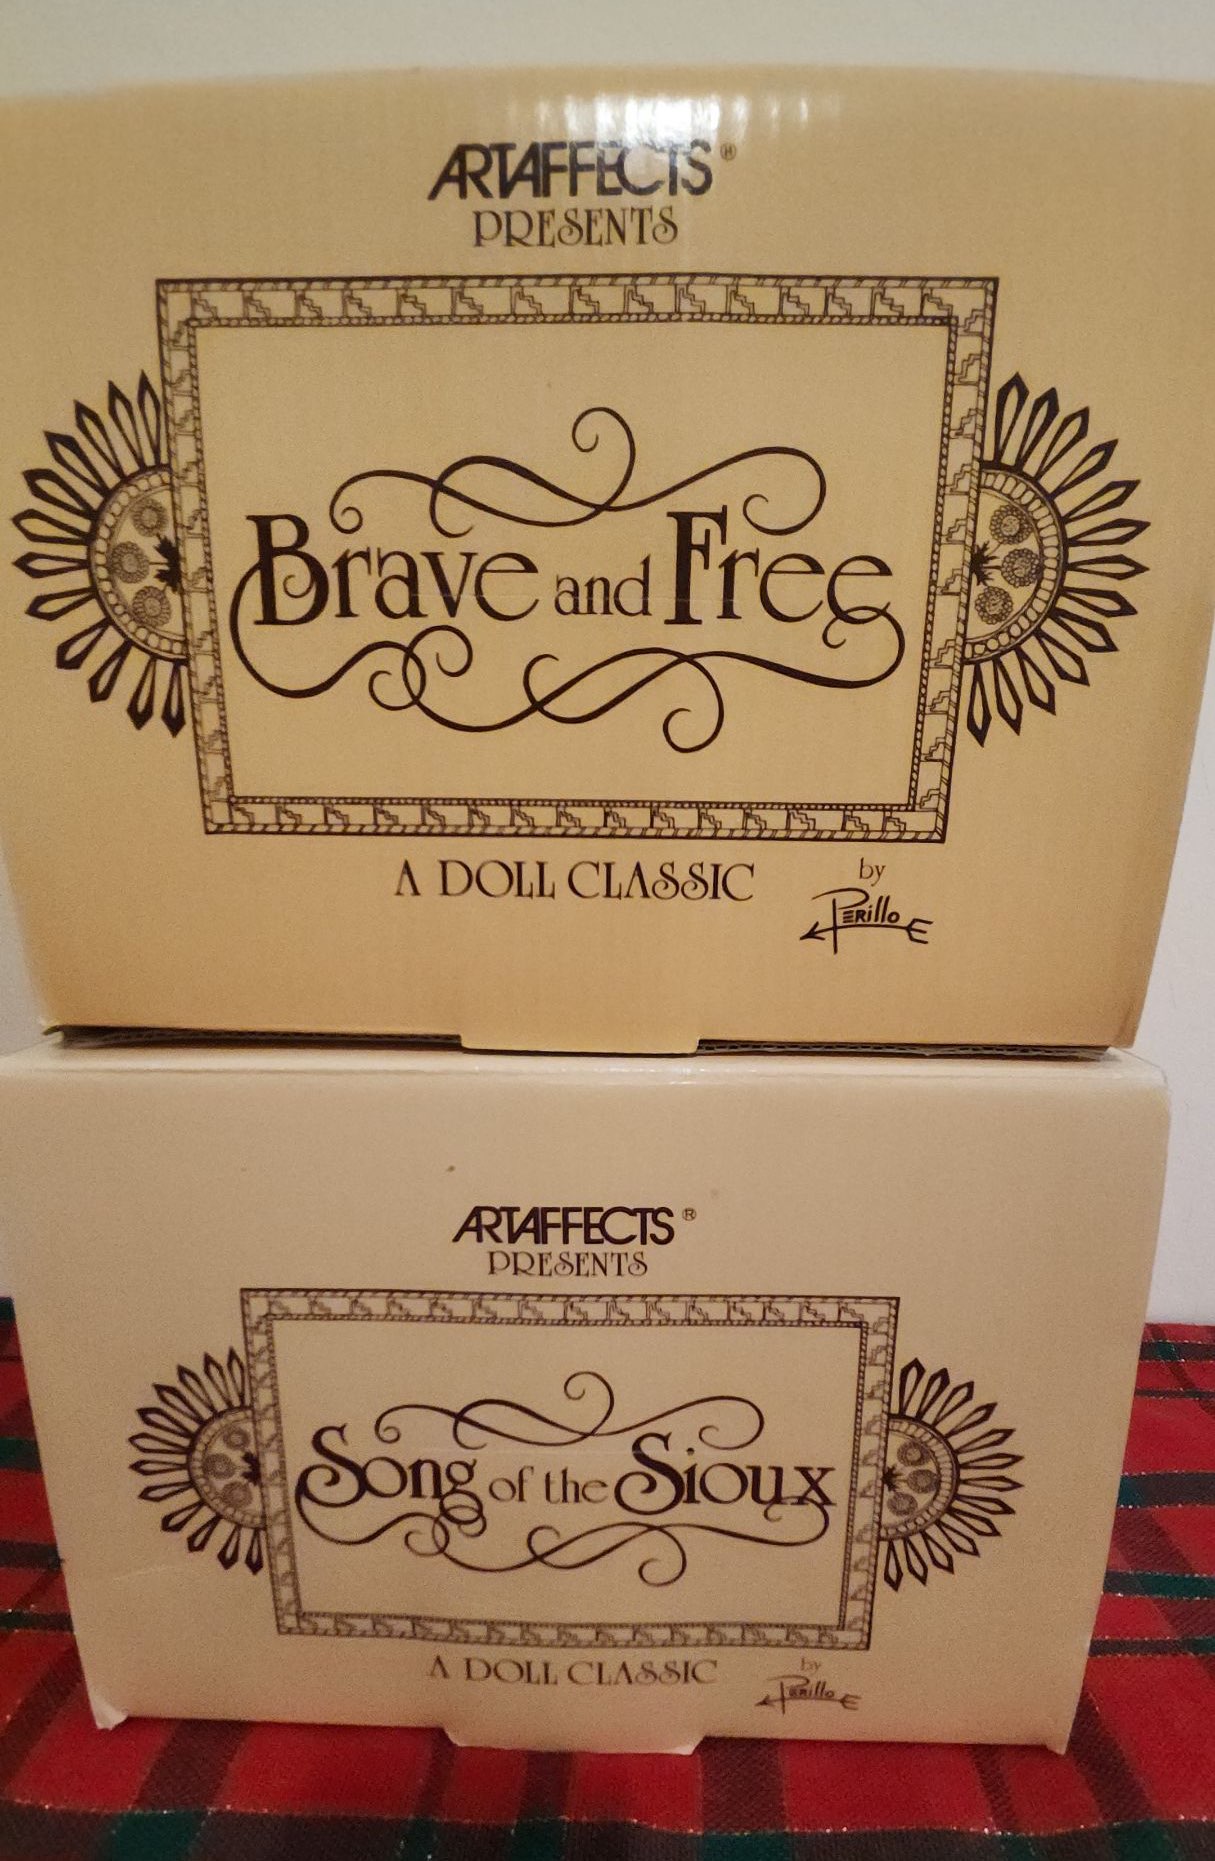 ARTAFFECTS®
PRESENTS
Brave and Free
A DOLL CLASSIC
by
PERillo
ARTAFFECTS®
PRESENTS
Song of the Sioux
A DOLL CLASSIC
by
PERillo